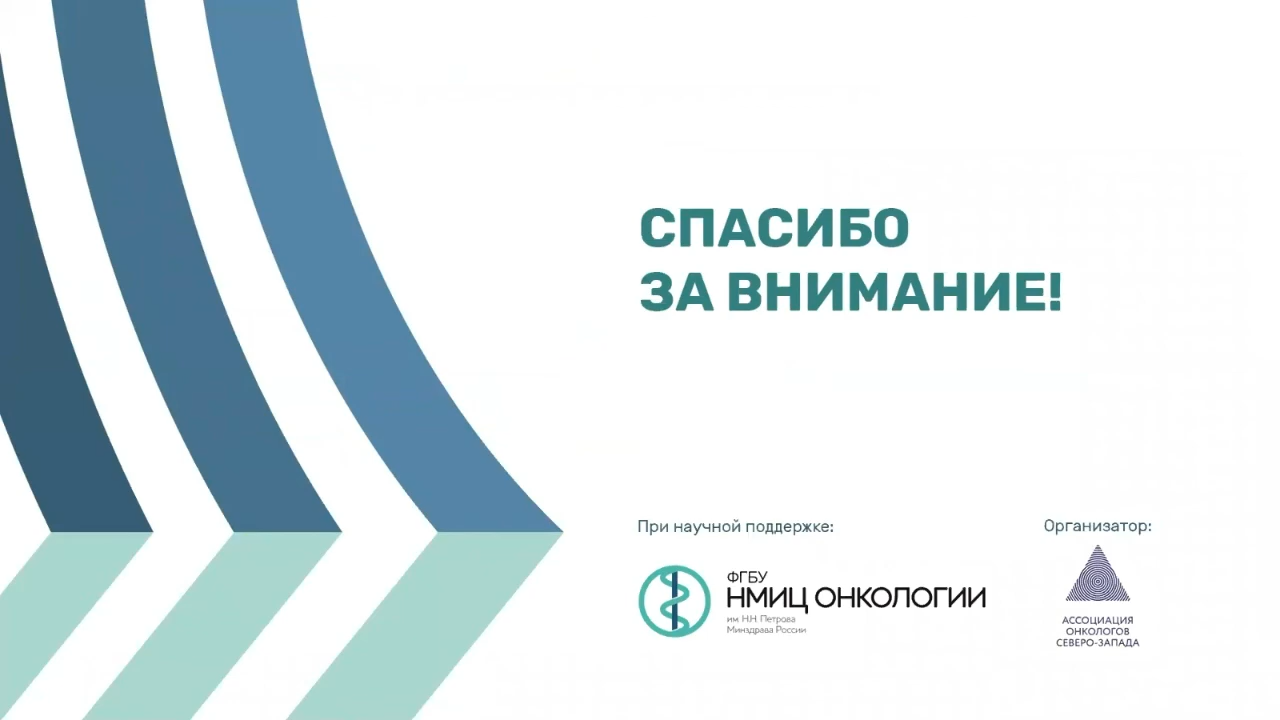 СПАСИБО
ЗА ВНИМАНИЕ!
При научной поддержке:
ФГБУ
НМИЦ ОНКОЛОГИИ
им. Н.Н. Петрова
Минздрава России
Организатор:
АССОЦИАЦИЯ
ОНКОЛОГОВ
СЕВЕРО-ЗАПАДА